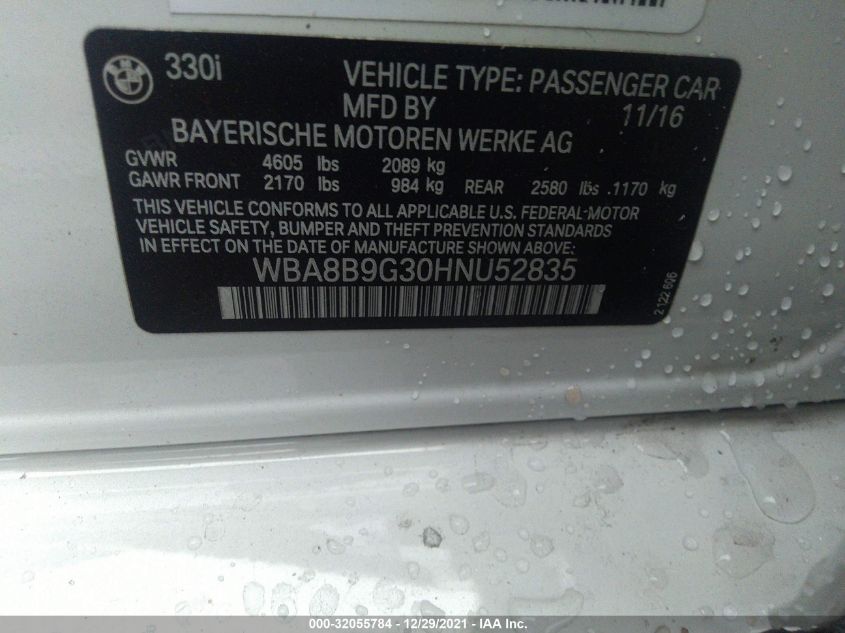 330i VEHICLE TYPE: PASSENGER CAR
MFD BY 11/16
BAYERISCHE MOTOREN WERKE AG
GVWR 4605 lbs 2089 kg
GAWR FRONT 2170 lbs 984 kg REAR 2580 lbs .1170 kg
THIS VEHICLE CONFORMS TO ALL APPLICABLE U.S. FEDERAL-MOTOR
VEHICLE SAFETY, BUMPER AND THEFT PREVENTION STANDARDS
IN EFFECT ON THE DATE OF MANUFACTURE SHOWN ABOVE:
WBA8B9G30HNU52835
2 122 606
000-32055784 - 12/29/2021 - IAA Inc.